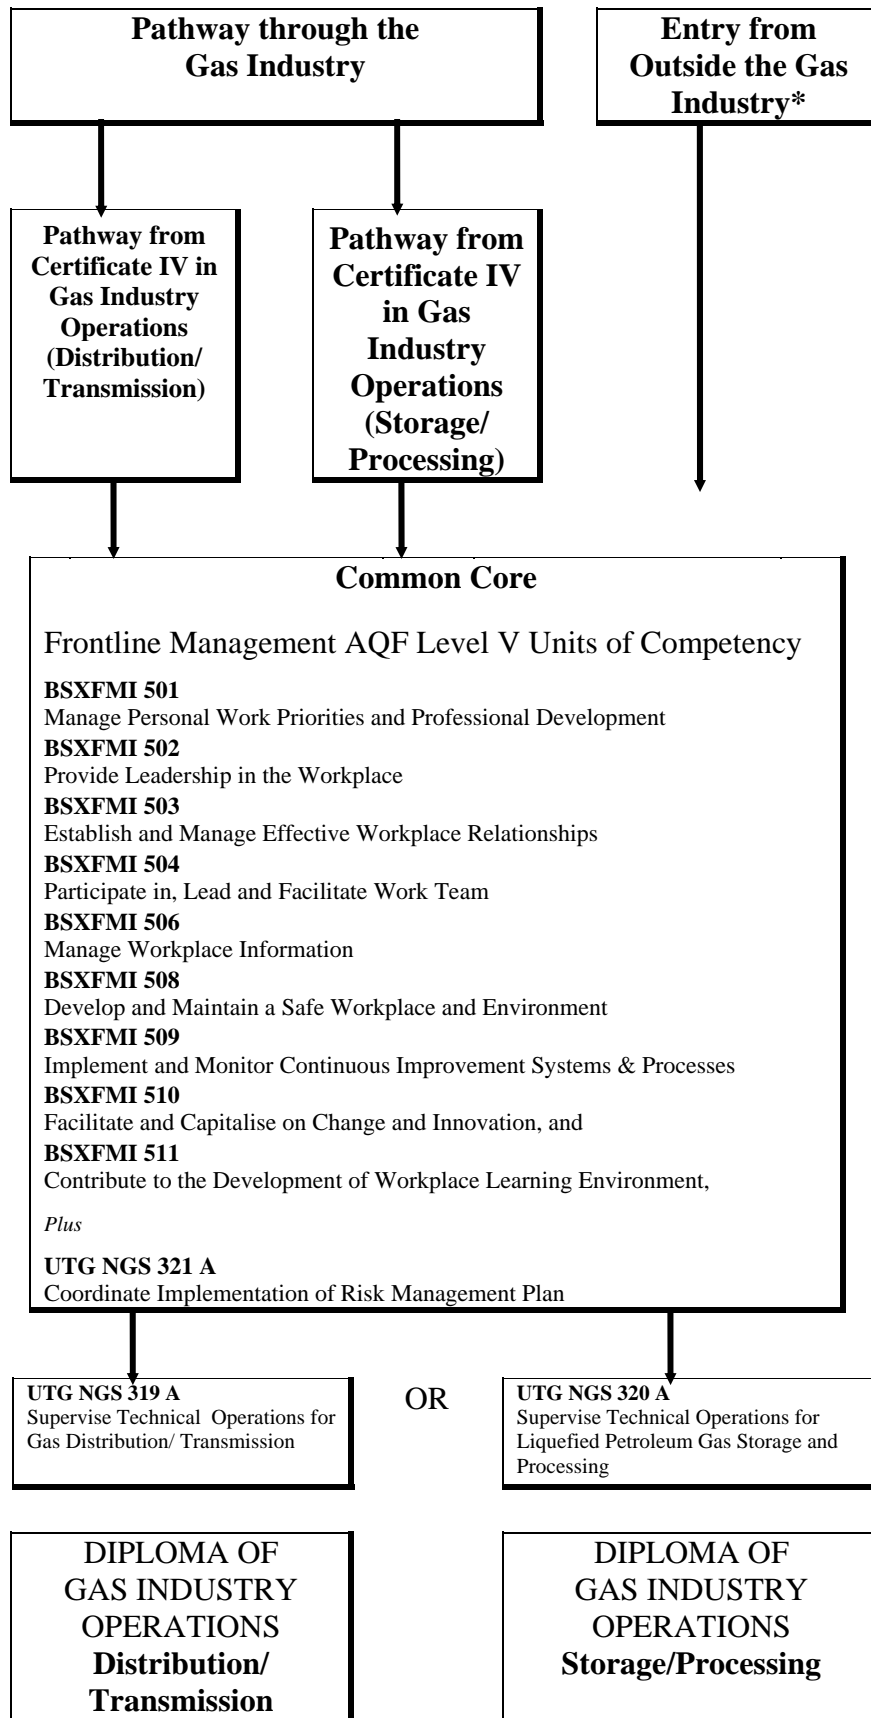 Pathway through the
Gas Industry
Entry from
Outside the Gas
Industry*
Pathway from
Certificate IV in
Gas Industry
Operations
(Distribution/
Transmission)
Pathway from
Certificate IV
in Gas
Industry
Operations
(Storage/
Processing)
Common Core
Frontline Management AQF Level V Units of Competency
BSXFMI 501
Manage Personal Work Priorities and Professional Development
BSXFMI 502
Provide Leadership in the Workplace
BSXFMI 503
Establish and Manage Effective Workplace Relationships
BSXFMI 504
Participate in, Lead and Facilitate Work Team
BSXFMI 506
Manage Workplace Information
BSXFMI 508
Develop and Maintain a Safe Workplace and Environment
BSXFMI 509
Implement and Monitor Continuous Improvement Systems & Processes
BSXFMI 510
Facilitate and Capitalise on Change and Innovation, and
BSXFMI 511
Contribute to the Development of Workplace Learning Environment,
Plus
UTG NGS 321 A
Coordinate Implementation of Risk Management Plan
UTG NGS 319 A
Supervise Technical Operations for
Gas Distribution/ Transmission
OR
UTG NGS 320 A
Supervise Technical Operations for
Liquefied Petroleum Gas Storage and
Processing
DIPLOMA OF
GAS INDUSTRY
OPERATIONS
Distribution/
Transmission
DIPLOMA OF
GAS INDUSTRY
OPERATIONS
Storage/Processing